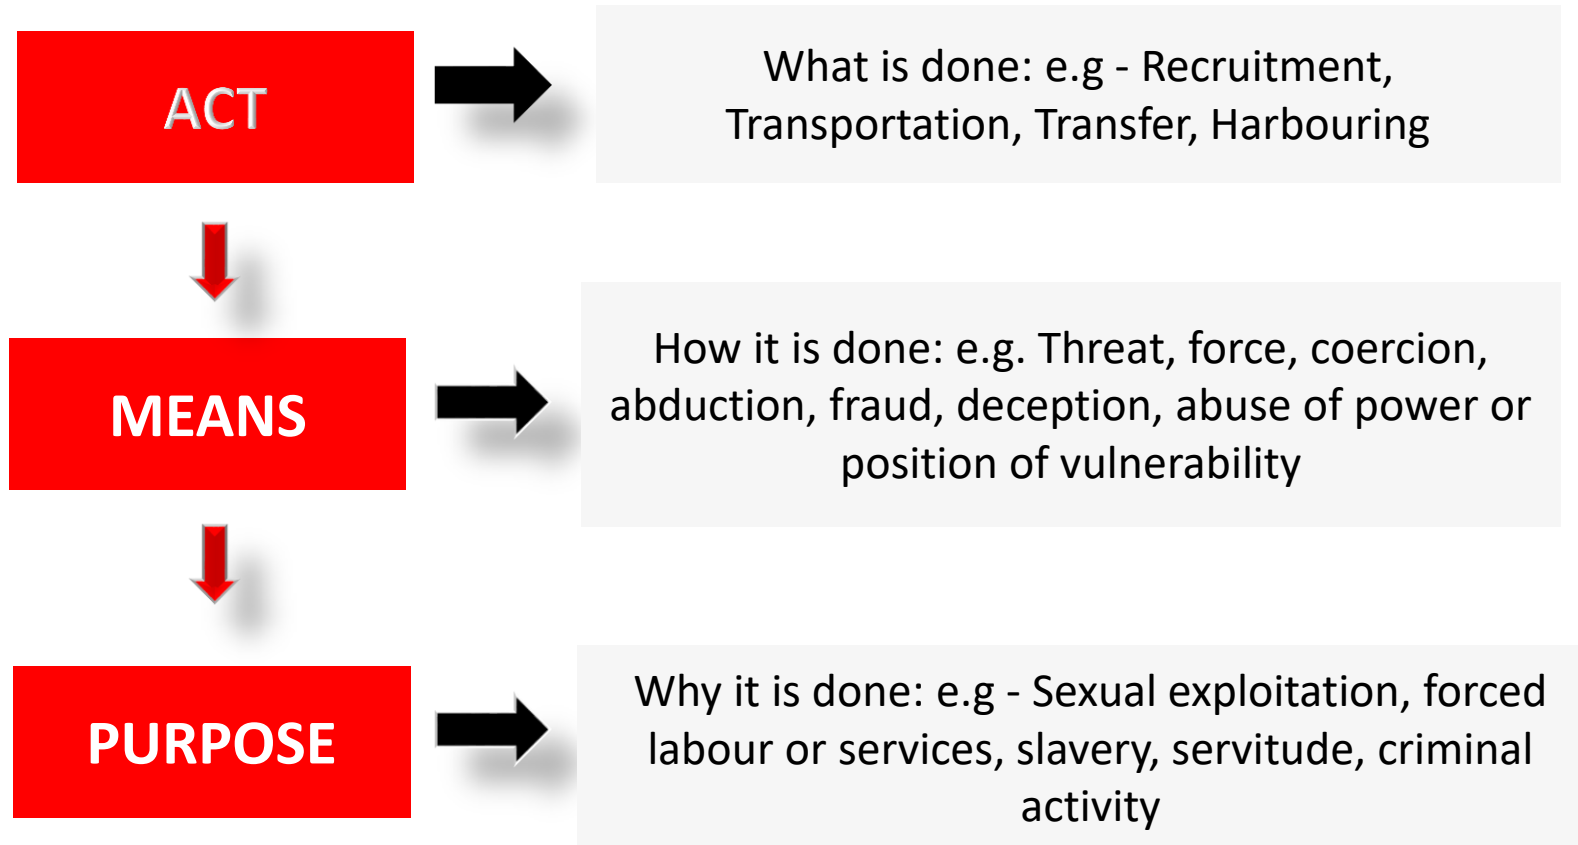 ACT
What is done: e.g - Recruitment,
Transportation, Transfer, Harbouring
MEANS
How it is done: e.g. Threat, force, coercion,
abduction, fraud, deception, abuse of power or
position of vulnerability
PURPOSE
Why it is done: e.g - Sexual exploitation, forced
labour or services, slavery, servitude, criminal
activity